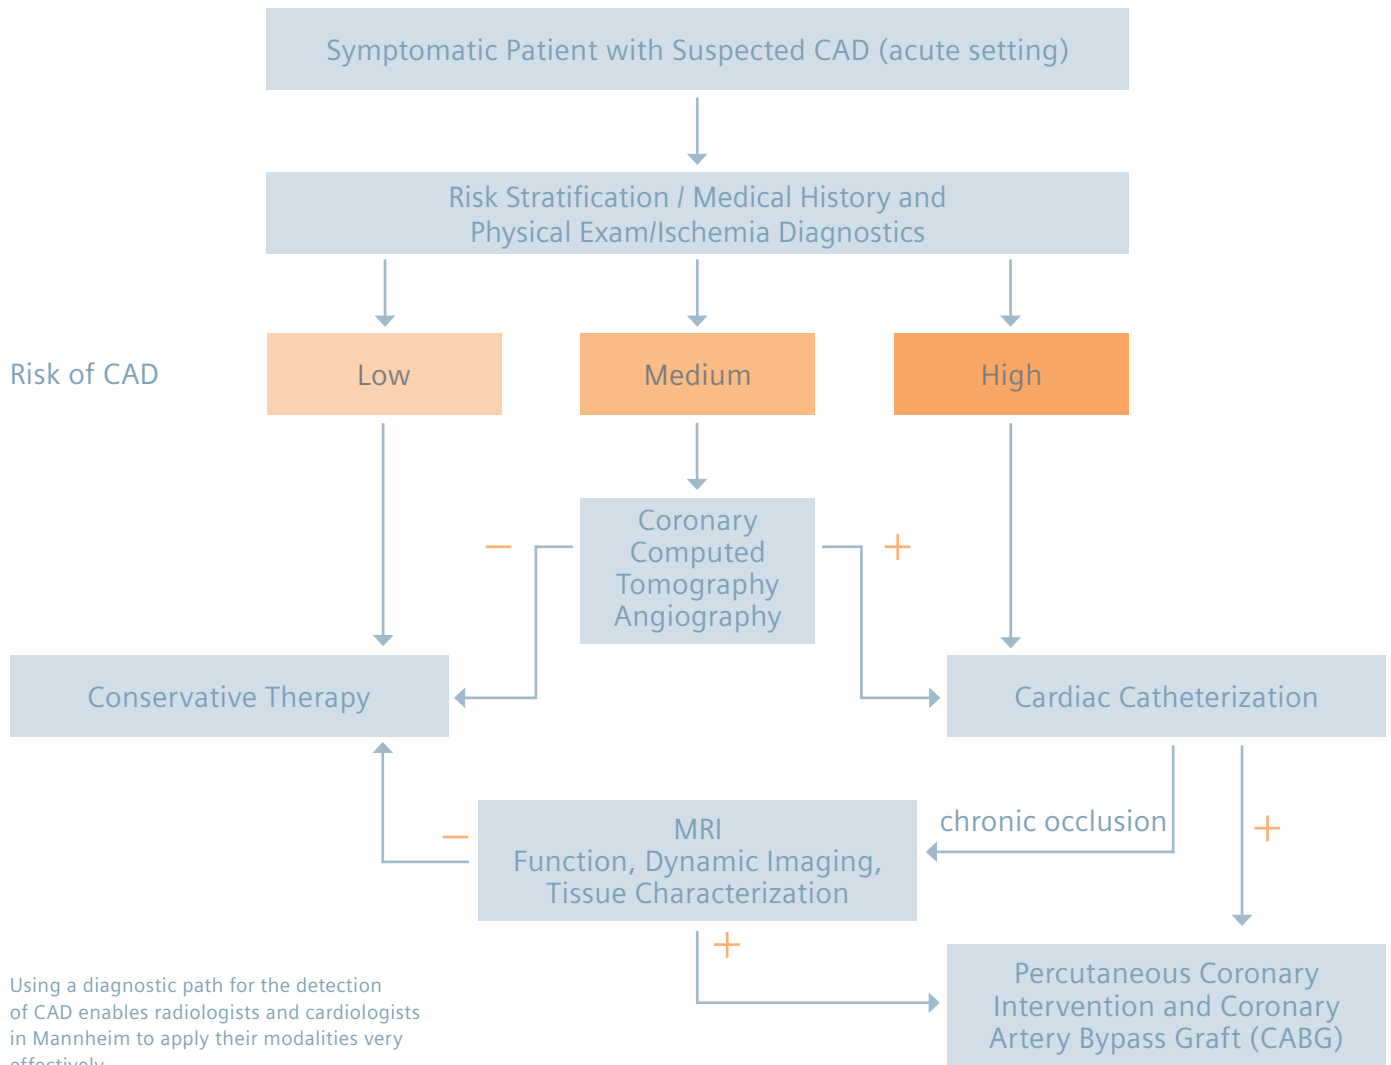 Symptomatic Patient with Suspected CAD (acute setting)
Risk Stratification / Medical History and
Physical Exam/Ischemia Diagnostics
Risk of CAD
Low
Medium
High
Coronary
Computed
Tomography
Angiography
−
+
Conservative Therapy
Cardiac Catheterization
MRI
Function, Dynamic Imaging,
Tissue Characterization
−
chronic occlusion
+
+
Percutaneous Coronary
Intervention and Coronary
Artery Bypass Graft (CABG)
Using a diagnostic path for the detection
of CAD enables radiologists and cardiologists
in Mannheim to apply their modalities very
effectively